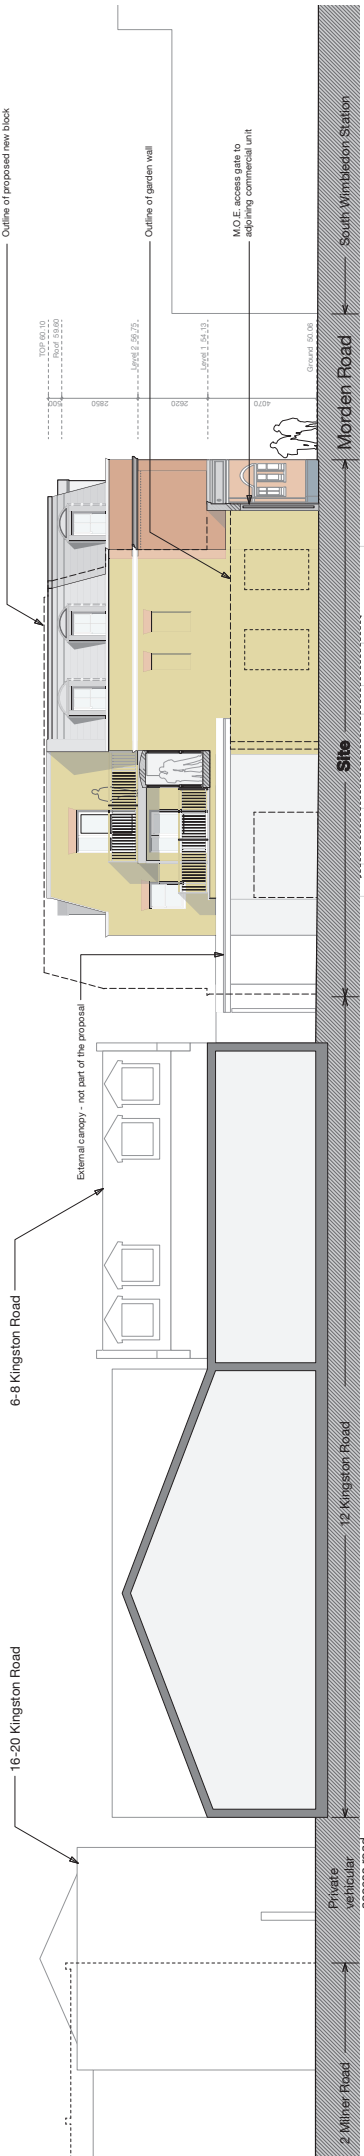 16-20 Kingston Road
6-8 Kingston Road
External canopy - not part of the proposal
Outline of proposed new block
Outline of garden wall
M.O.E. access gate to
adjoining commercial unit
TOP 60.10
Roof 59.60
Level 2 56.75
Level 1 54.13
Ground 50.06
500
2850
2620
4070
2 Milner Road
Private
vehicular
12 Kingston Road
Site
Morden Road
South Wimbledon Station